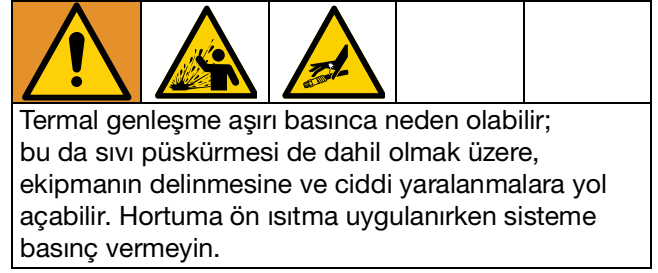 Termal genleşme aşırı basınca neden olabilir;
bu da sıvı püskürmesi de dahil olmak üzere,
ekipmanın delinmesine ve ciddi yaralanmalara yol
açabilir. Hortuma ön ısıtma uygulanırken sisteme
basınç vermeyin.